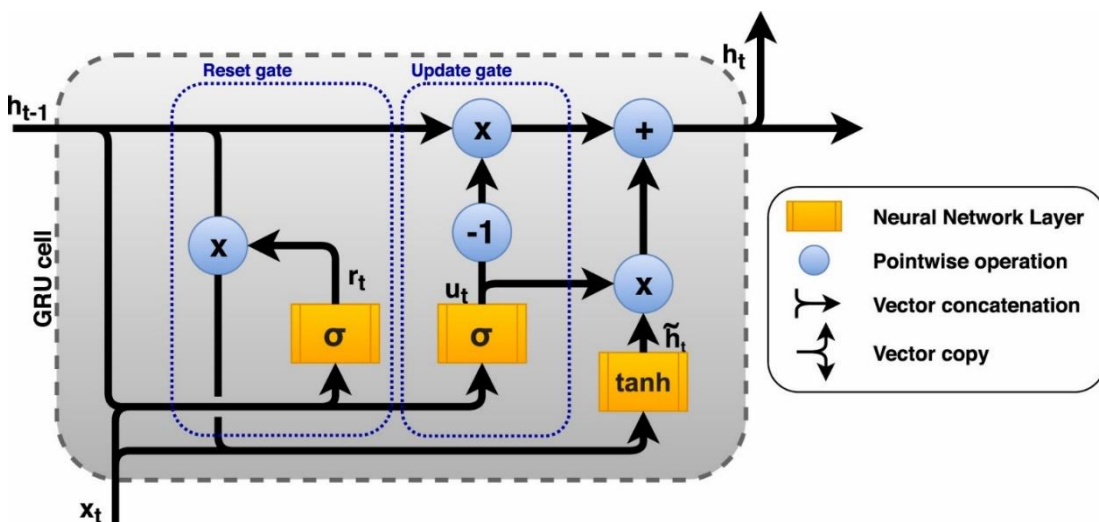 h_t
Reset gate
Update gate
h_{t-1}
x
+
x
-1
r_t
u_t
x
σ
σ
h̃_t
tanh
x_t
GRU cell
Neural Network Layer
Pointwise operation
Vector concatenation
Vector copy